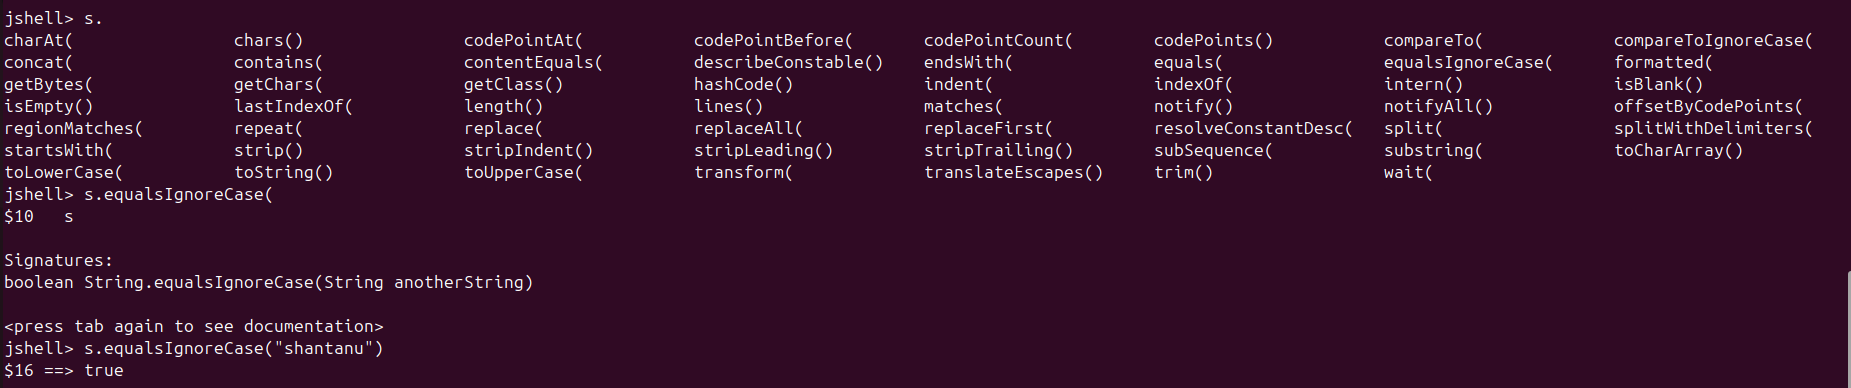 jshell> s.
charAt( chars() codePointAt( codePointBefore( codePointCount( codePoints() compareTo( compareToIgnoreCase(
concat( contains( contentEquals( describeConstable() endsWith( equals( equalsIgnoreCase( formatted(
getBytes( getChars( getClass() hashCode() indent( indexOf( intern() isBlank()
isEmpty() lastIndexOf( length() lines() matches( notify() notifyAll() offsetByCodePoints(
regionMatches( repeat( replace( replaceAll( replaceFirst( resolveConstantDesc( split( splitWithDelimiters(
startsWith( strip() stripIndent() stripLeading() stripTrailing() subSequence( substring( toCharArray()
toLowerCase( toString() toUpperCase( transform( translateEscapes() trim() wait(
jshell> s.equalsIgnoreCase(
$10 s
Signatures:
boolean String.equalsIgnoreCase(String anotherString)
<press tab again to see documentation>
jshell> s.equalsIgnoreCase("shantanu")
$16 ==> true